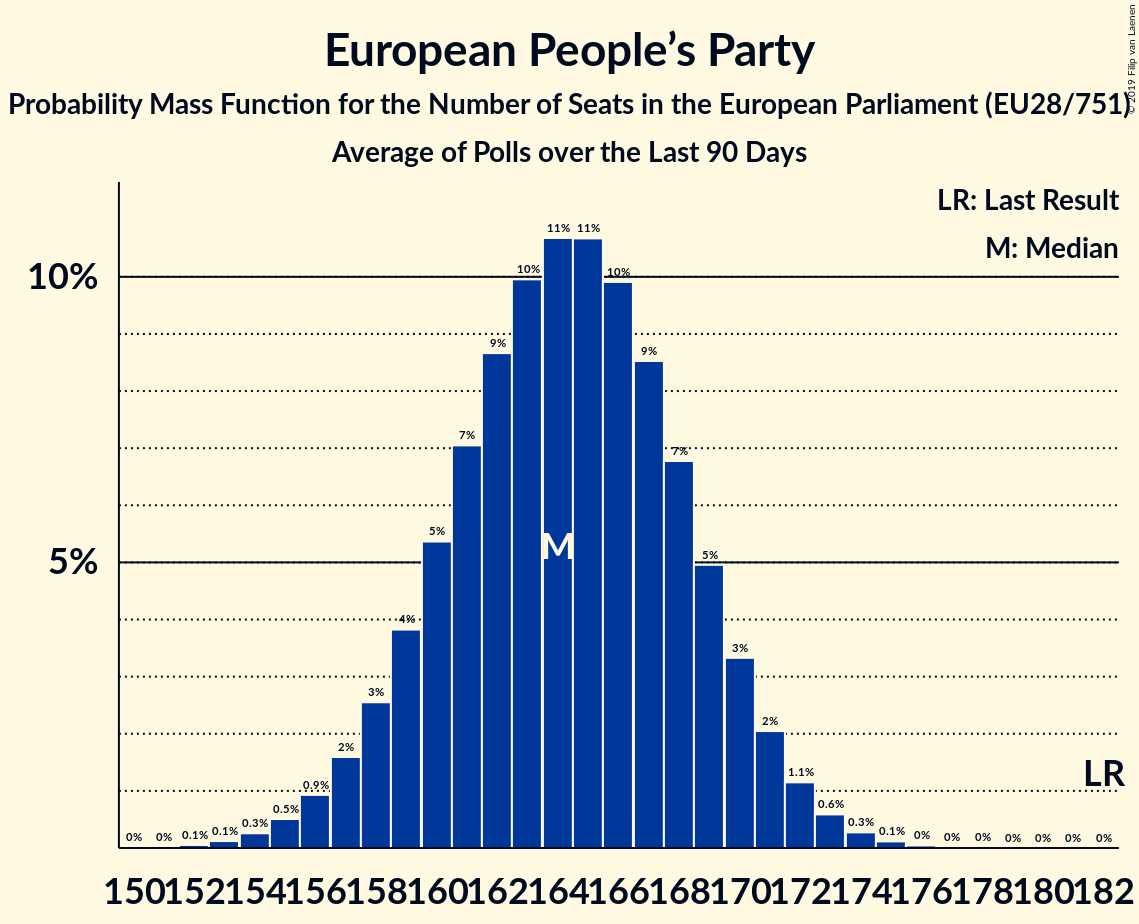 European People’s Party
Probability Mass Function for the Number of Seats in the European Parliament (EU28/751)
Average of Polls over the Last 90 Days
© 2019 Filip van Laenen
LR: Last Result
M: Median
10%
5%
0% 0% 0.1% 0.1% 0.3% 0.5% 0.9% 2% 3% 4% 5% 7% 9% 10% 11% 11% 10% 9% 7% 5% 3% 2% 1.1% 0.6% 0.3% 0.1% 0% 0% 0% 0% 0% 0% 0%
M
LR
150 152 154 156 158 160 162 164 166 168 170 172 174 176 178 180 182